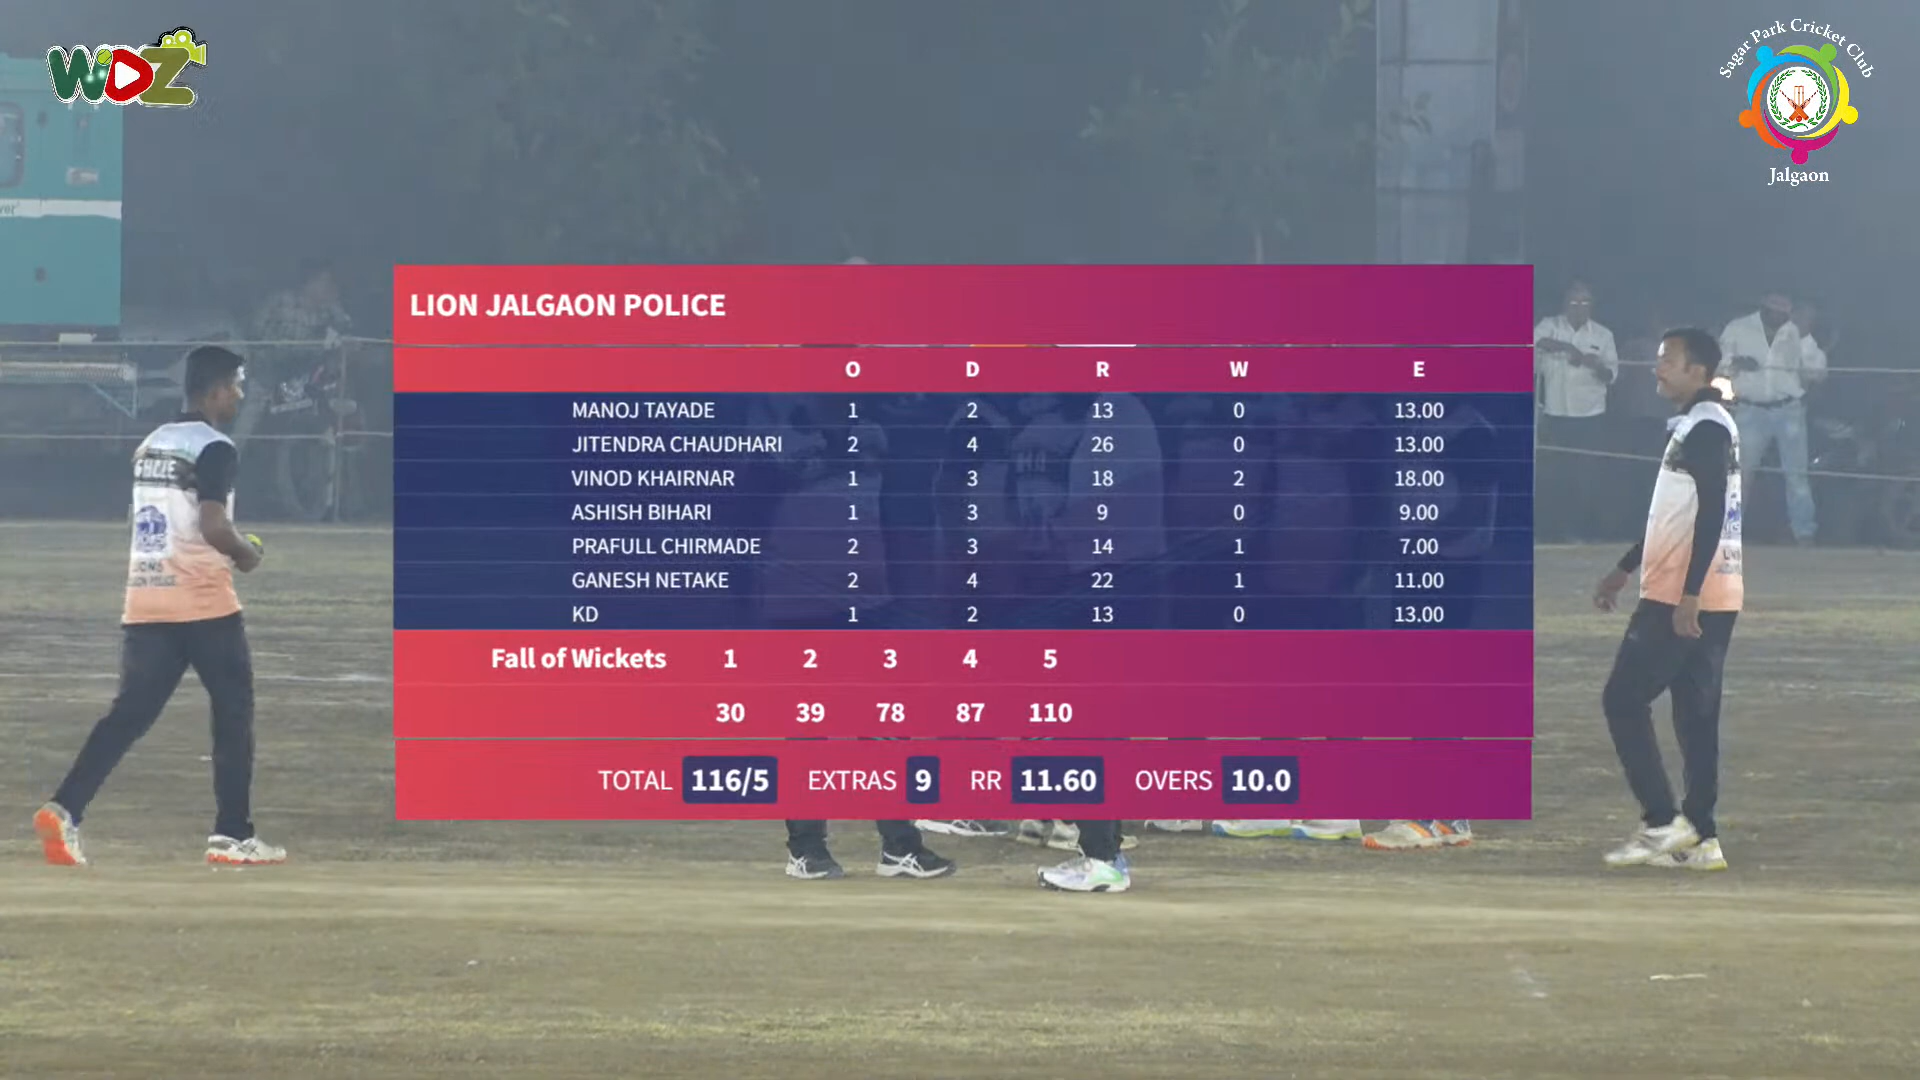 WDZ
Sagar Park Cricket Club
Jalgaon
LION JALGAON POLICE
O D R W E
MANOJ TAYADE 1 2 13 0 13.00
JITENDRA CHAUDHARI 2 4 26 0 13.00
VINOD KHAIRNAR 1 3 18 2 18.00
ASHISH BIHARI 1 3 9 0 9.00
PRAFULL CHIRMADE 2 3 14 1 7.00
GANESH NETAKE 2 4 22 1 11.00
KD 1 2 13 0 13.00
Fall of Wickets 1 2 3 4 5
30 39 78 87 110
TOTAL 116/5 EXTRAS 9 RR 11.60 OVERS 10.0